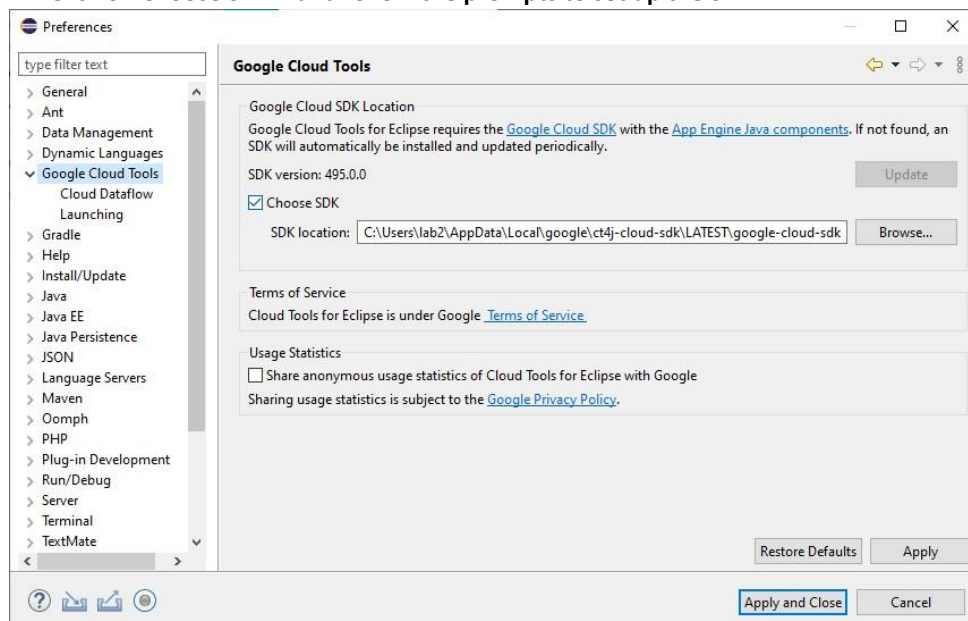 Preferences
type filter text
General
Ant
Data Management
Dynamic Languages
Google Cloud Tools
Cloud Dataflow
Launching
Gradle
Help
Install/Update
Java
Java EE
Java Persistence
JSON
Language Servers
Maven
Oomph
PHP
Plug-in Development
Run/Debug
Server
Terminal
TextMate
Google Cloud Tools
Google Cloud SDK Location
Google Cloud Tools for Eclipse requires the Google Cloud SDK with the App Engine Java components. If not found, an
SDK will automatically be installed and updated periodically.
SDK version: 495.0.0
Update
Choose SDK
SDK location: C:\Users\lab2\AppData\Local\google\ct4j-cloud-sdk\LATEST\google-cloud-sdk
Browse...
Terms of Service
Cloud Tools for Eclipse is under Google Terms of Service
Usage Statistics
Share anonymous usage statistics of Cloud Tools for Eclipse with Google
Sharing usage statistics is subject to the Google Privacy Policy.
Restore Defaults
Apply
Apply and Close
Cancel